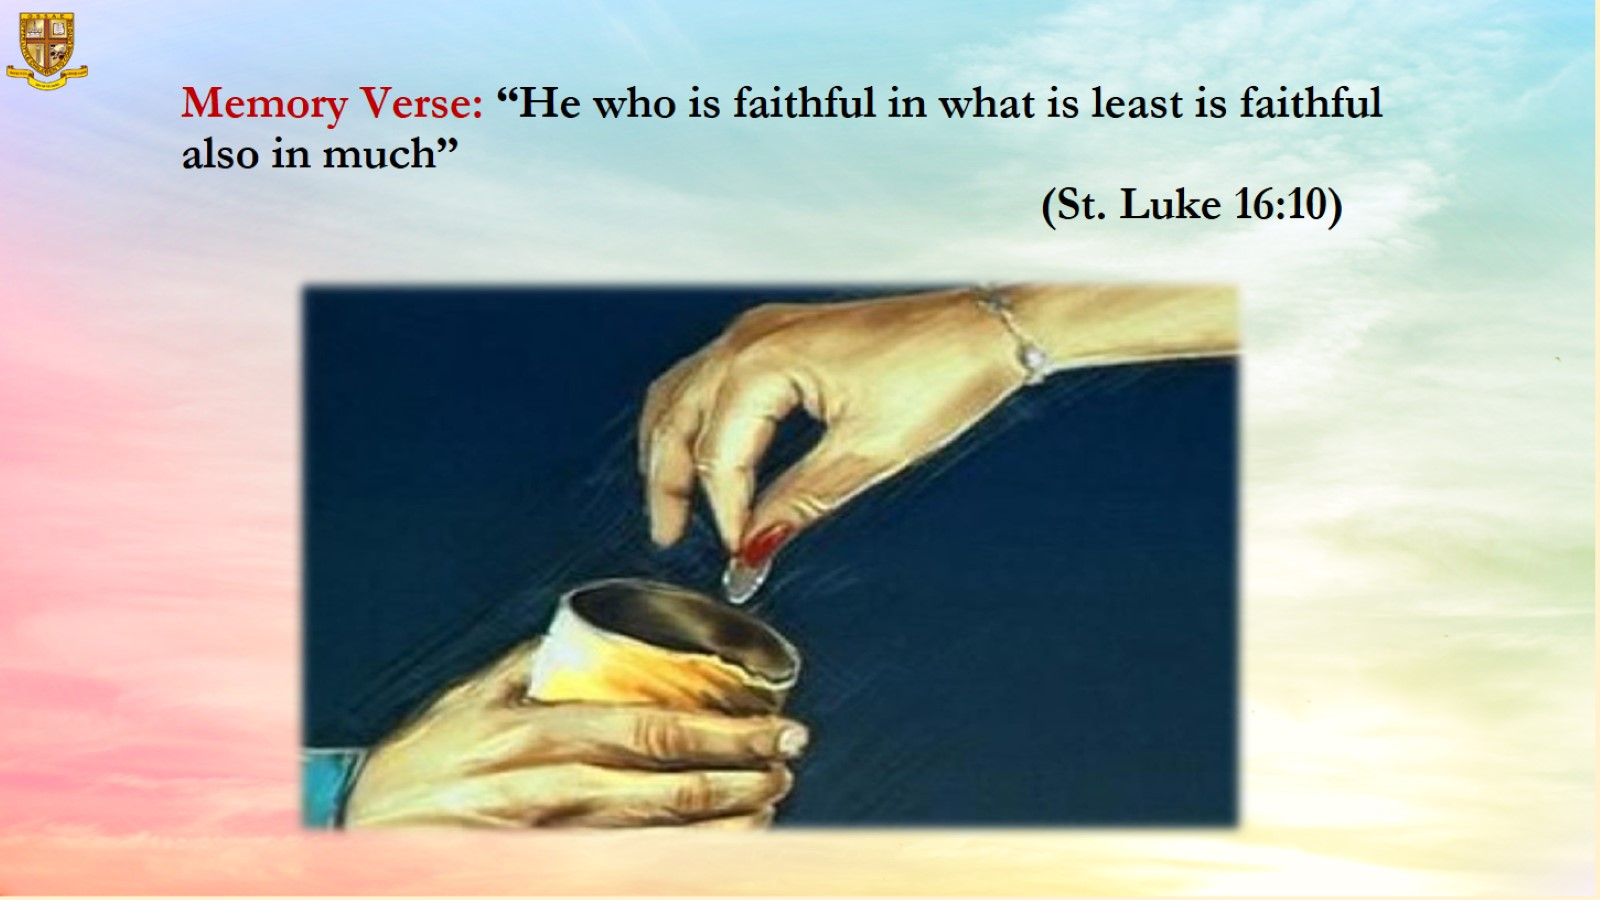 Memory Verse: “He who is faithful in what is least is faithful
also in much”
(St. Luke 16:10)